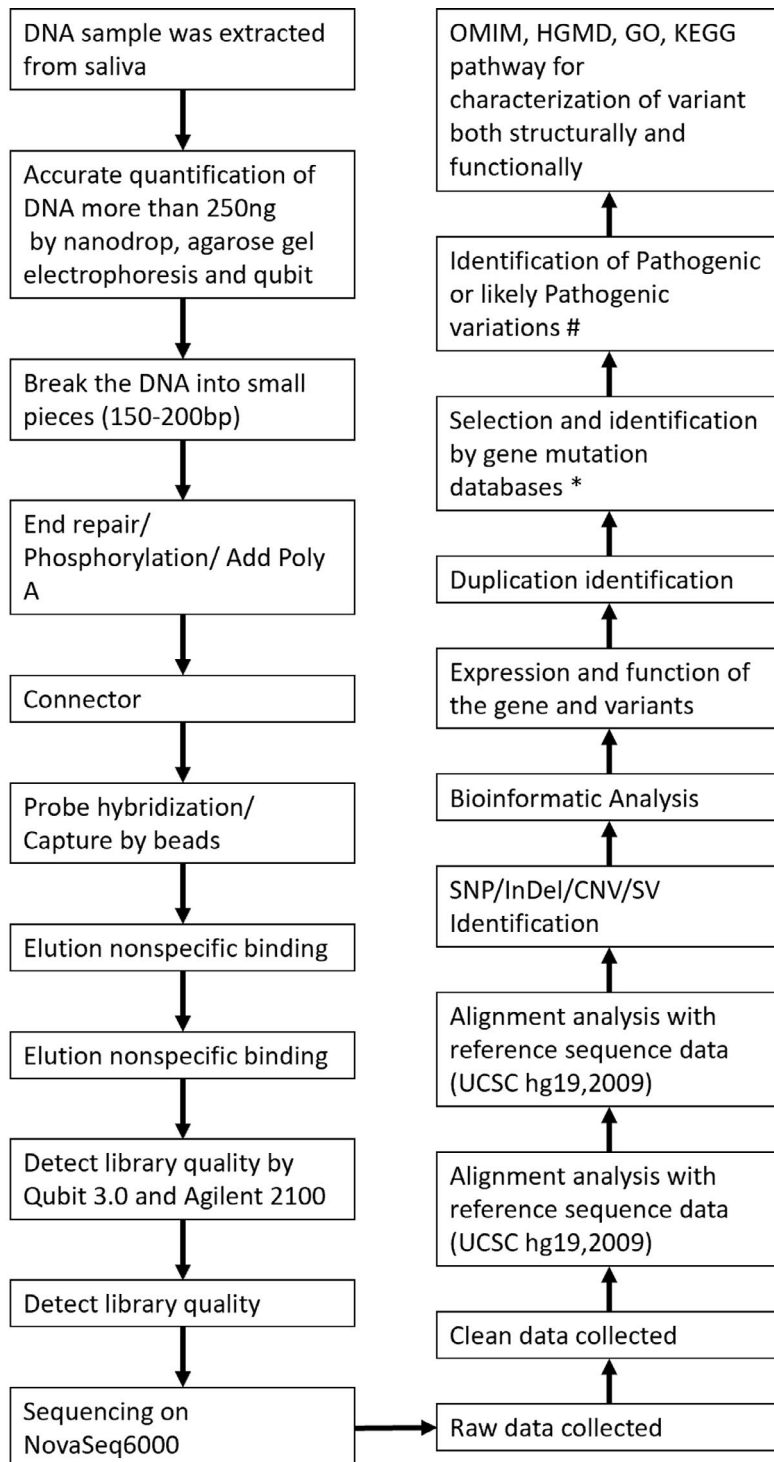 DNA sample was extracted
from saliva
Accurate quantification of
DNA more than 250ng
by nanodrop, agarose gel
electrophoresis and qubit
Break the DNA into small
pieces (150-200bp)
End repair/
Phosphorylation/ Add Poly
A
Connector
Probe hybridization/
Capture by beads
Elution nonspecific binding
Elution nonspecific binding
Detect library quality by
Qubit 3.0 and Agilent 2100
Detect library quality
Sequencing on
NovaSeq6000
Raw data collected
Clean data collected
Alignment analysis with
reference sequence data
(UCSC hg19,2009)
Alignment analysis with
reference sequence data
(UCSC hg19,2009)
SNP/InDel/CNV/SV
Identification
Bioinformatic Analysis
Expression and function of
the gene and variants
Duplication identification
Selection and identification
by gene mutation
databases *
Identification of Pathogenic
or likely Pathogenic
variations #
OMIM, HGMD, GO, KEGG
pathway for
characterization of variant
both structurally and
functionally